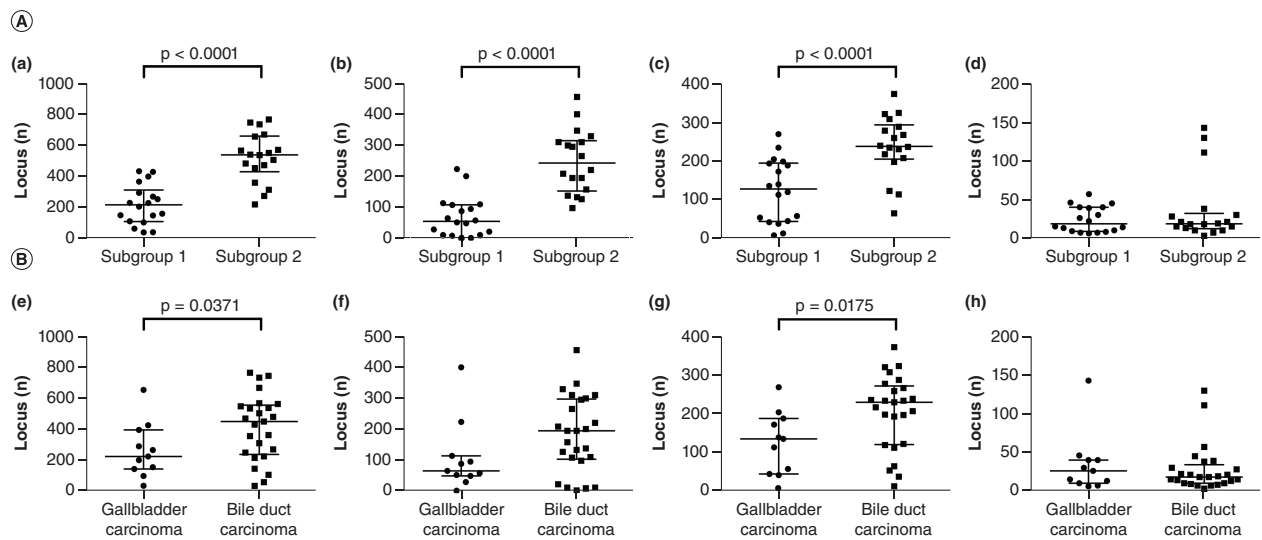 A
(a)
p < 0.0001
Locus (n)
1000
800
600
400
200
0
Subgroup 1
Subgroup 2
(b)
p < 0.0001
Locus (n)
500
400
300
200
100
0
Subgroup 1
Subgroup 2
(c)
p < 0.0001
Locus (n)
400
300
200
100
0
Subgroup 1
Subgroup 2
(d)
Locus (n)
200
150
100
50
0
Subgroup 1
Subgroup 2
B
(e)
p = 0.0371
Locus (n)
1000
800
600
400
200
0
Gallbladder
carcinoma
Bile duct
carcinoma
(f)
Locus (n)
500
400
300
200
100
0
Gallbladder
carcinoma
Bile duct
carcinoma
(g)
p = 0.0175
Locus (n)
400
300
200
100
0
Gallbladder
carcinoma
Bile duct
carcinoma
(h)
Locus (n)
200
150
100
50
0
Gallbladder
carcinoma
Bile duct
carcinoma